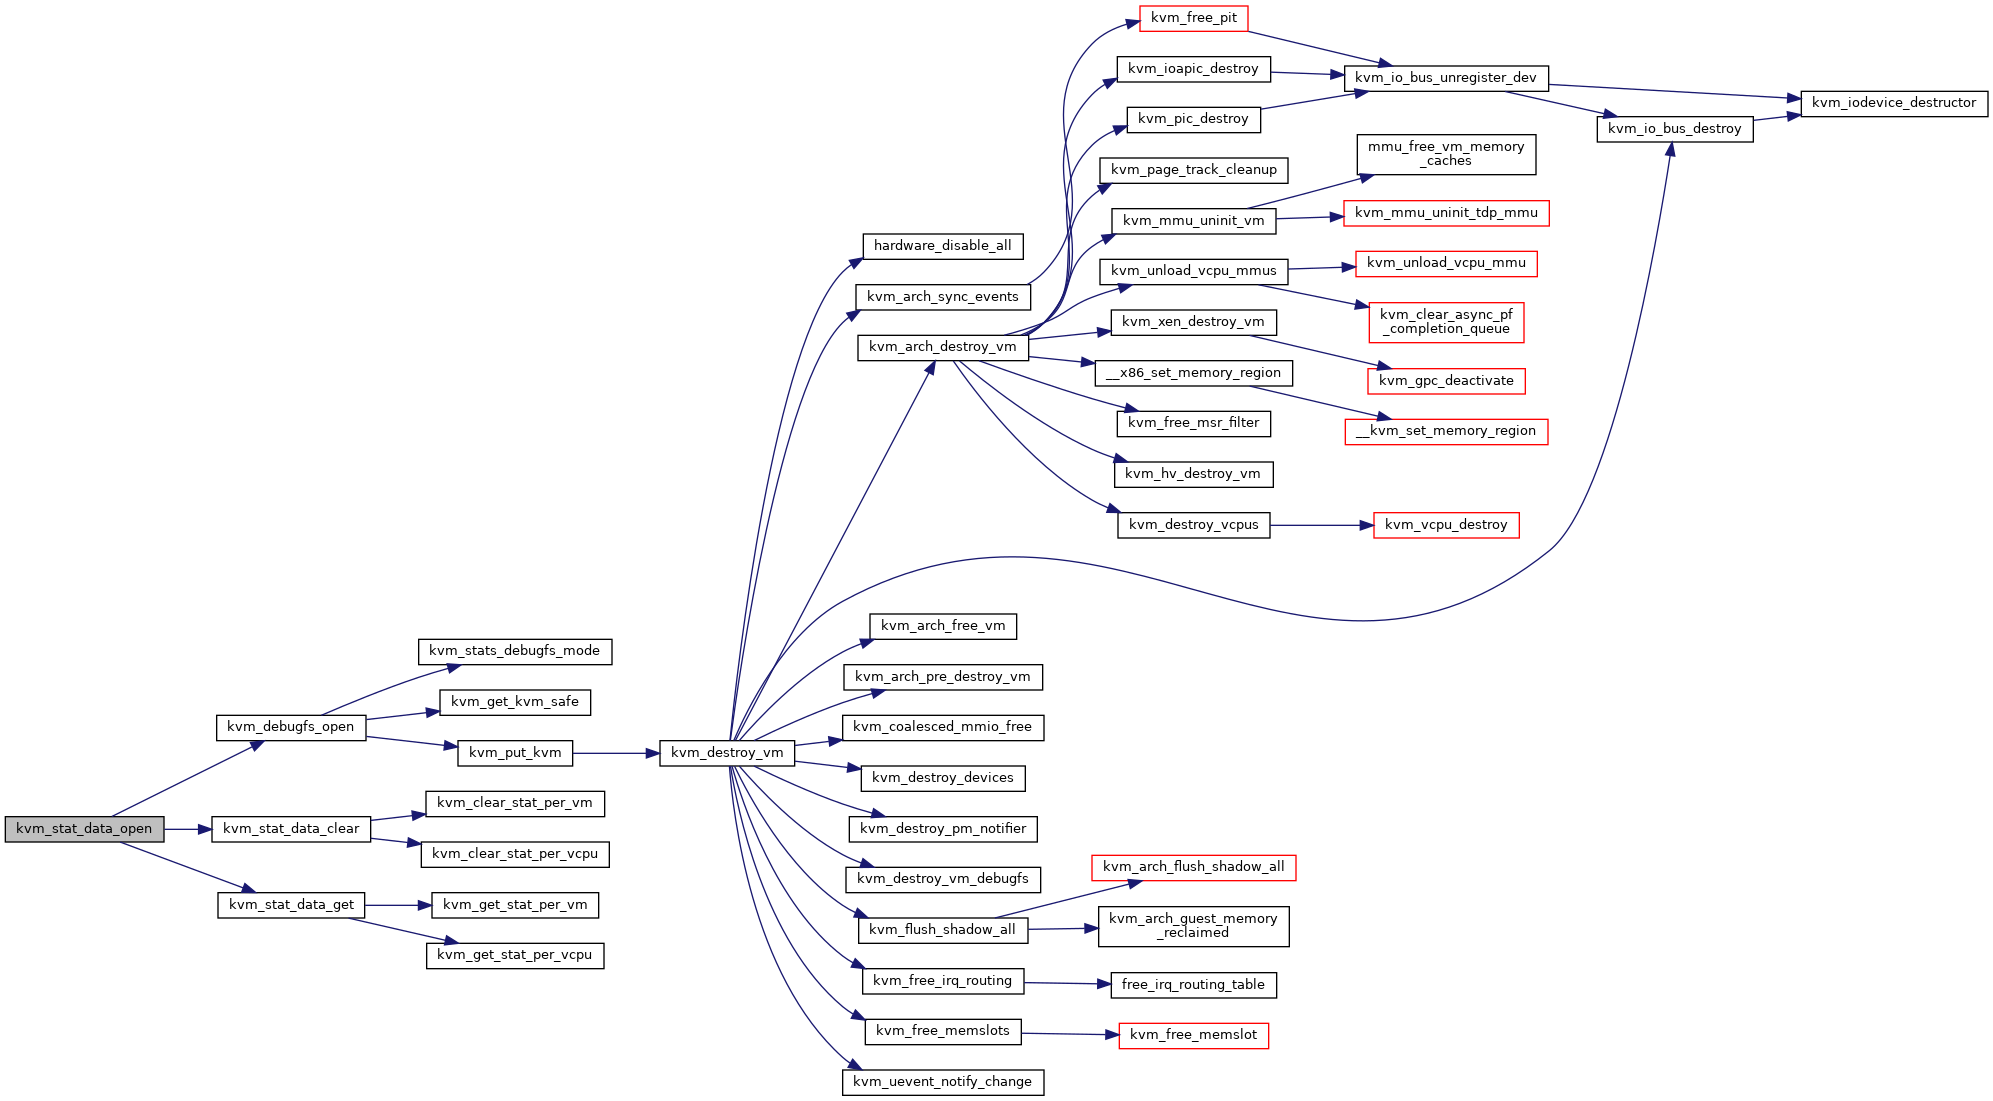 kvm_stat_data_open
kvm_debugfs_open
kvm_stat_data_clear
kvm_stat_data_get
kvm_stats_debugfs_mode
kvm_get_kvm_safe
kvm_put_kvm
kvm_clear_stat_per_vm
kvm_clear_stat_per_vcpu
kvm_get_stat_per_vm
kvm_get_stat_per_vcpu
kvm_destroy_vm
hardware_disable_all
kvm_arch_sync_events
kvm_arch_destroy_vm
kvm_arch_free_vm
kvm_arch_pre_destroy_vm
kvm_coalesced_mmio_free
kvm_destroy_devices
kvm_destroy_pm_notifier
kvm_destroy_vm_debugfs
kvm_flush_shadow_all
kvm_free_irq_routing
kvm_free_memslots
kvm_uevent_notify_change
kvm_free_pit
kvm_ioapic_destroy
kvm_pic_destroy
kvm_page_track_cleanup
kvm_mmu_uninit_vm
kvm_unload_vcpu_mmus
kvm_xen_destroy_vm
__x86_set_memory_region
kvm_free_msr_filter
kvm_hv_destroy_vm
kvm_destroy_vcpus
kvm_arch_flush_shadow_all
kvm_arch_guest_memory
_reclaimed
free_irq_routing_table
kvm_free_memslot
kvm_io_bus_unregister_dev
mmu_free_vm_memory
_caches
kvm_mmu_uninit_tdp_mmu
kvm_unload_vcpu_mmu
kvm_clear_async_pf
_completion_queue
kvm_gpc_deactivate
__kvm_set_memory_region
kvm_vcpu_destroy
kvm_io_bus_destroy
kvm_iodevice_destructor